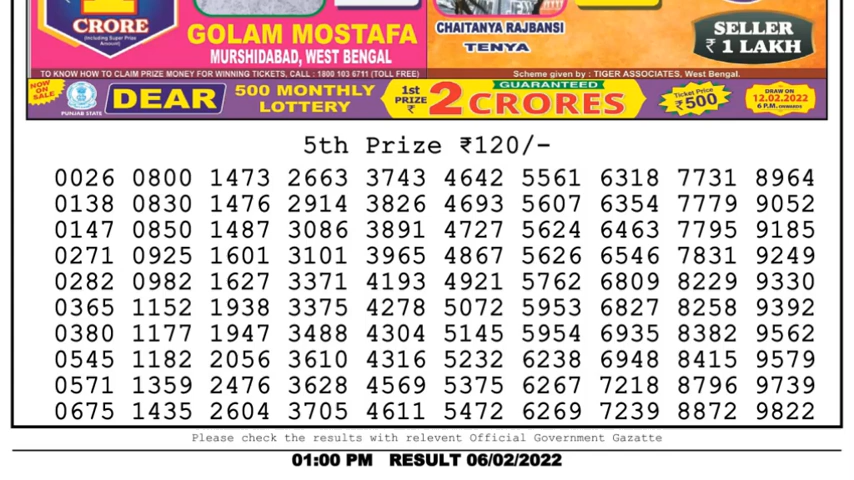 1
CRORE
(Including Super Prize Amount)
GOLAM MOSTAFA
MURSHIDABAD, WEST BENGAL
CHAITANYA RAJBANSI
TENYA
SELLER
₹ 1 LAKH
TO KNOW HOW TO CLAIM PRIZE MONEY FOR WINNING TICKETS, CALL : 1800 103 6711 (TOLL FREE)
Scheme given by : TIGER ASSOCIATES, West Bengal.
NOW ON SALE
PUNJAB STATE
DEAR
500 MONTHLY
LOTTERY
1st
PRIZE
₹
GUARANTEED
2 CRORES
Ticket Price
₹500
DRAW ON
12.02.2022
6 P.M. ONWARDS
5th Prize ₹120/-
0026 0800 1473 2663 3743 4642 5561 6318 7731 8964
0138 0830 1476 2914 3826 4693 5607 6354 7779 9052
0147 0850 1487 3086 3891 4727 5624 6463 7795 9185
0271 0925 1601 3101 3965 4867 5626 6546 7831 9249
0282 0982 1627 3371 4193 4921 5762 6809 8229 9330
0365 1152 1938 3375 4278 5072 5953 6827 8258 9392
0380 1177 1947 3488 4304 5145 5954 6935 8382 9562
0545 1182 2056 3610 4316 5232 6238 6948 8415 9579
0571 1359 2476 3628 4569 5375 6267 7218 8796 9739
0675 1435 2604 3705 4611 5472 6269 7239 8872 9822
Please check the results with relevent Official Government Gazatte
01:00 PM RESULT 06/02/2022